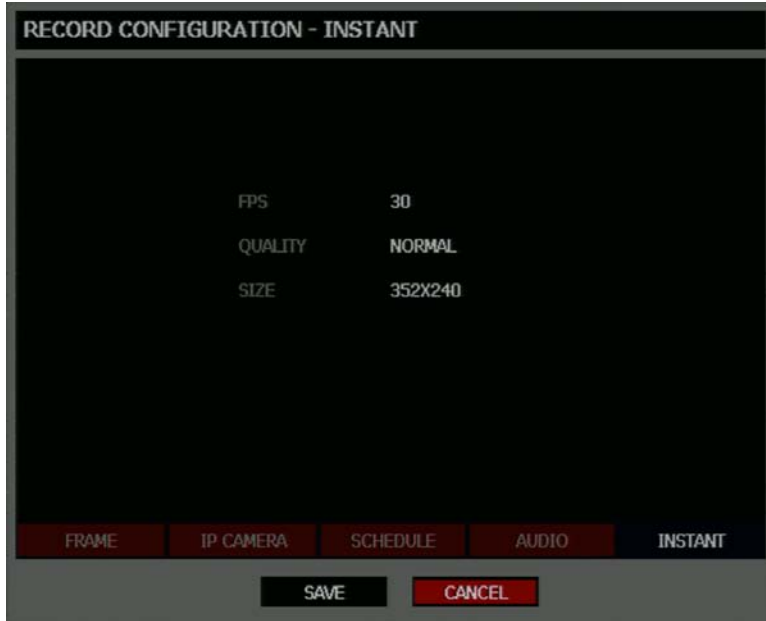 RECORD CONFIGURATION - INSTANT
FPS 30
QUALITY NORMAL
SIZE 352X240
FRAME IP CAMERA SCHEDULE AUDIO INSTANT
SAVE CANCEL